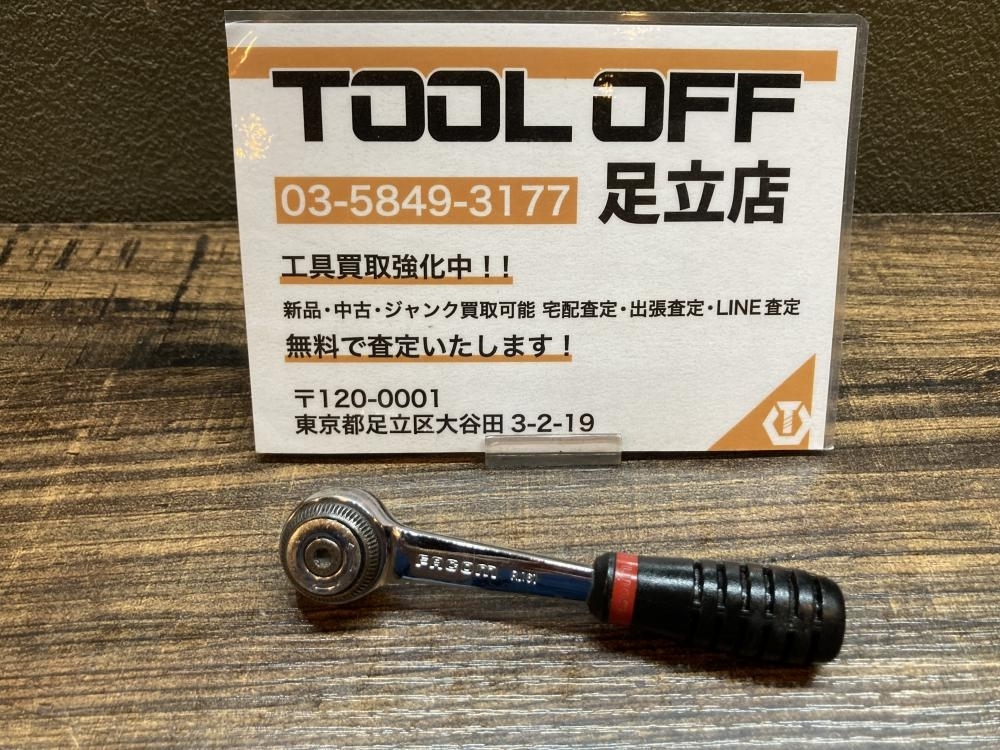 TOOL OFF
03-5849-3177 足立店
工具買取強化中！！
新品・中古・ジャンク買取可能 宅配査定・出張査定・LINE査定
無料で査定いたします！
〒120-0001
東京都足立区大谷田 3-2-19
FACOM R.161